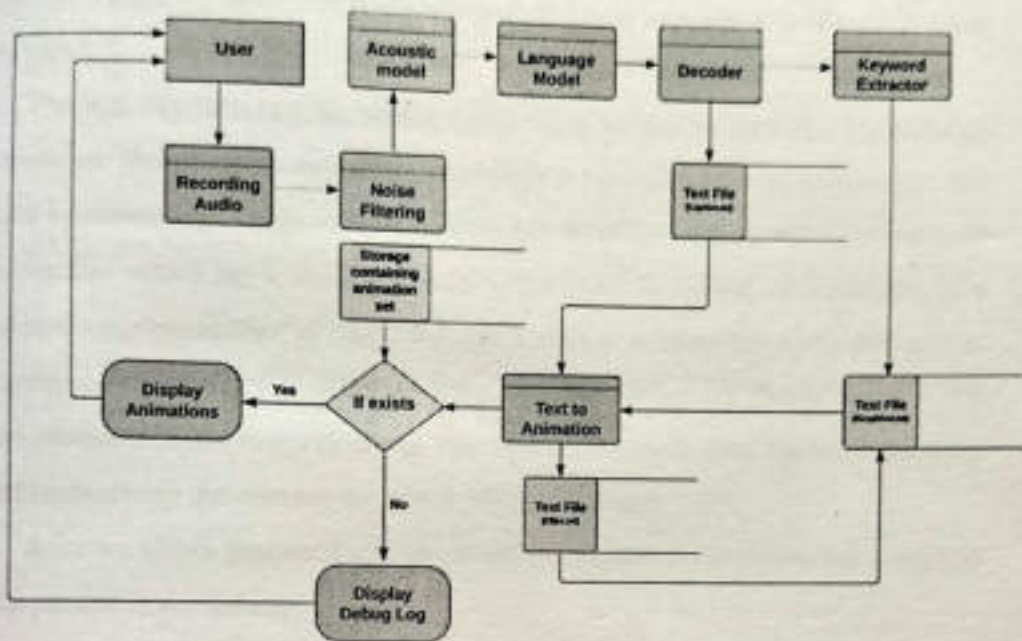 User
Acoustic
model
Language
Model
Decoder
Keyword
Extractor
Recording
Audio
Noise
Filtering
Text File
Storage
containing
animation
set
Display
Animations
Yes
If exists
Text to
Animation
Text File
No
Text File
Display
Debug Log